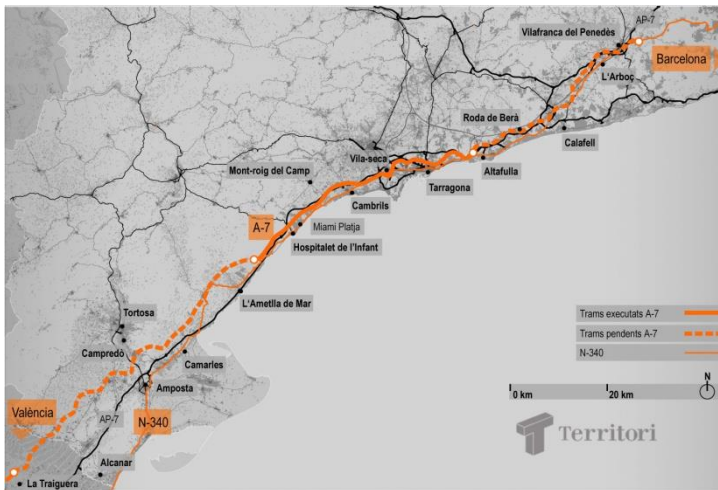 AP-7
Vilafranca del Penedès
Barcelona
L'Arboç
Roda de Berà
Calafell
Vila-seca
Altafulla
Tarragona
Mont-roig del Camp
Cambrils
A-7
Miami Platja
Hospitalet de l'Infant
L'Ametlla de Mar
Tortosa
Campredó
Camarles
Amposta
València
AP-7
N-340
Alcanar
La Traiguera
Trams executats A-7
Trams pendents A-7
N-340
0 km 20 km N
Territori